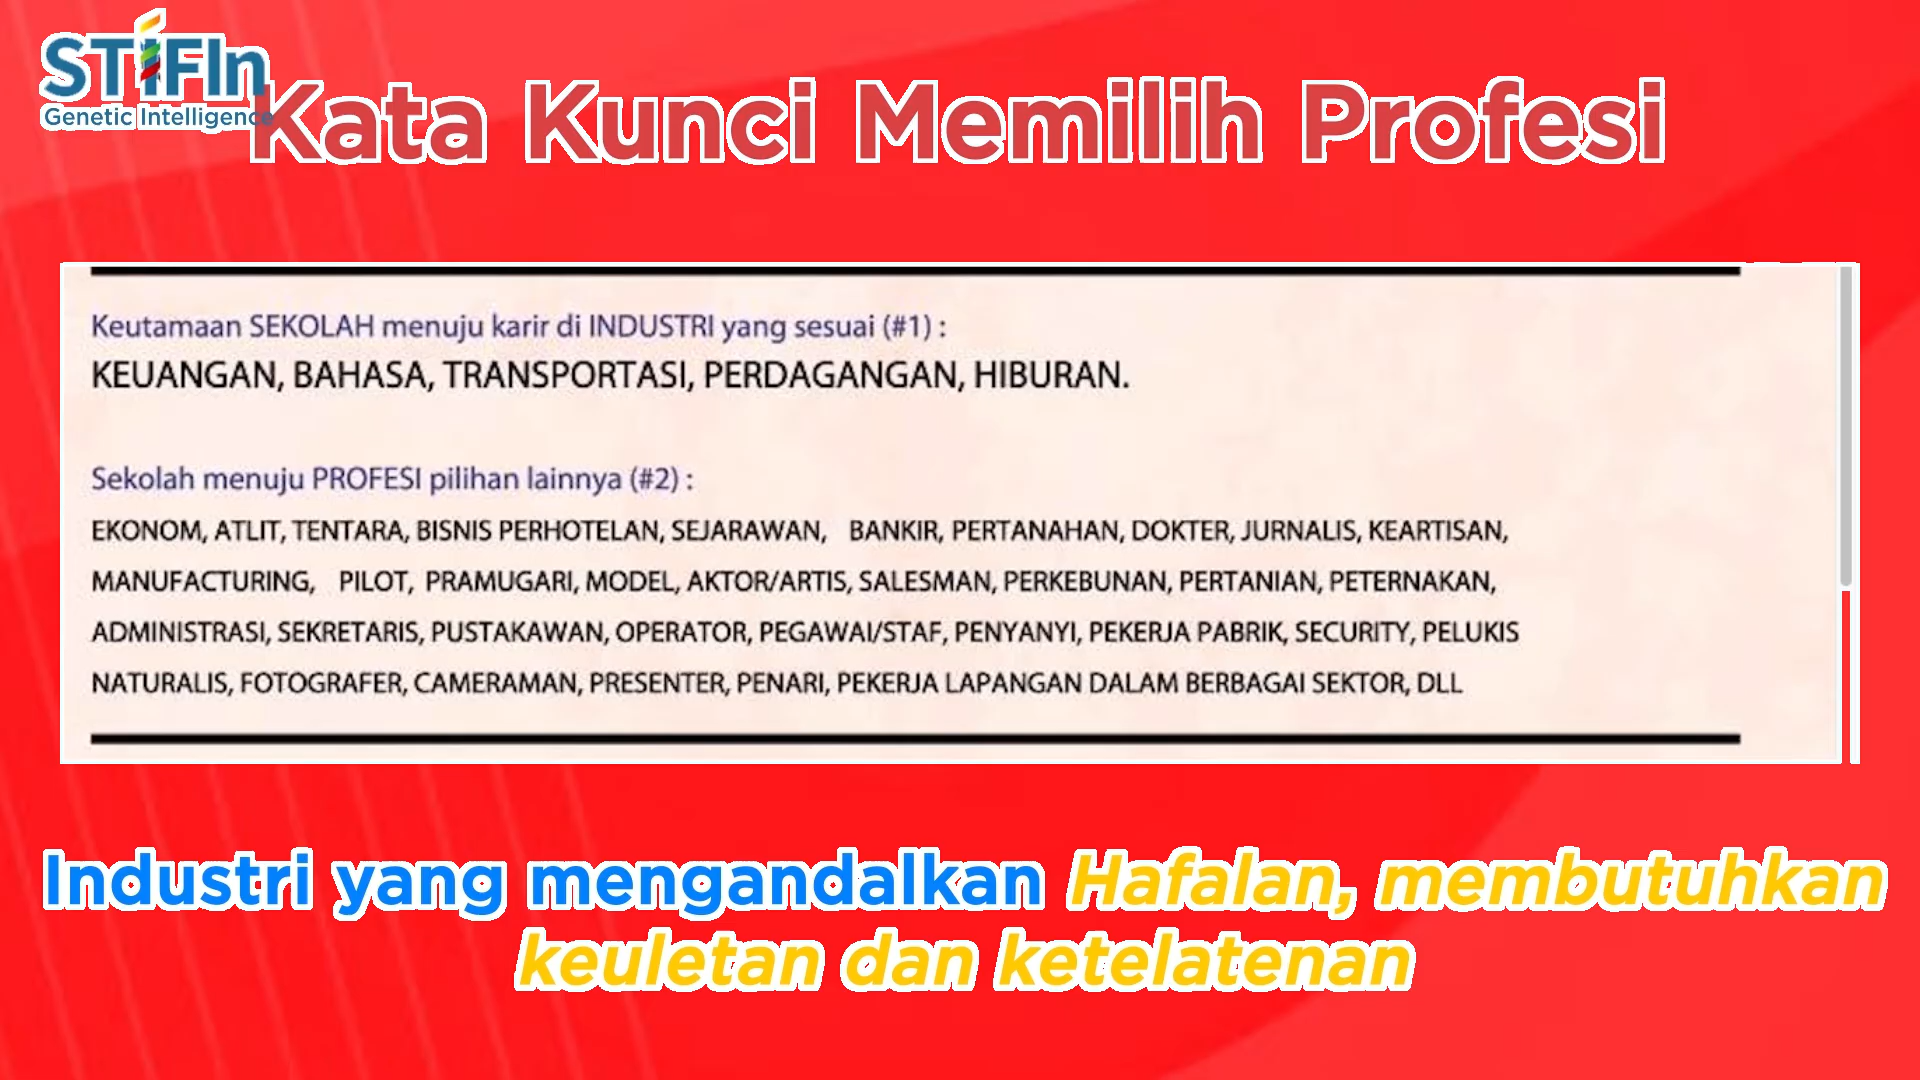 STIFIn
Genetic Intelligence
Kata Kunci Memilih Profesi
Keutamaan SEKOLAH menuju karir di INDUSTRI yang sesuai (#1) :
KEUANGAN, BAHASA, TRANSPORTASI, PERDAGANGAN, HIBURAN.
Sekolah menuju PROFESI pilihan lainnya (#2) :
EKONOM, ATLIT, TENTARA, BISNIS PERHOTELAN, SEJARAWAN, BANKIR, PERTANAHAN, DOKTER, JURNALIS, KEARTISAN,
MANUFACTURING, PILOT, PRAMUGARI, MODEL, AKTOR/ARTIS, SALESMAN, PERKEBUNAN, PERTANIAN, PETERNAKAN,
ADMINISTRASI, SEKRETARIS, PUSTAKAWAN, OPERATOR, PEGAWAI/STAF, PENYANYI, PEKERJA PABRIK, SECURITY, PELUKIS
NATURALIS, FOTOGRAFER, CAMERAMAN, PRESENTER, PENARI, PEKERJA LAPANGAN DALAM BERBAGAI SEKTOR, DLL
Industri yang mengandalkan Hafalan, membutuhkan
keuletan dan ketelatenan